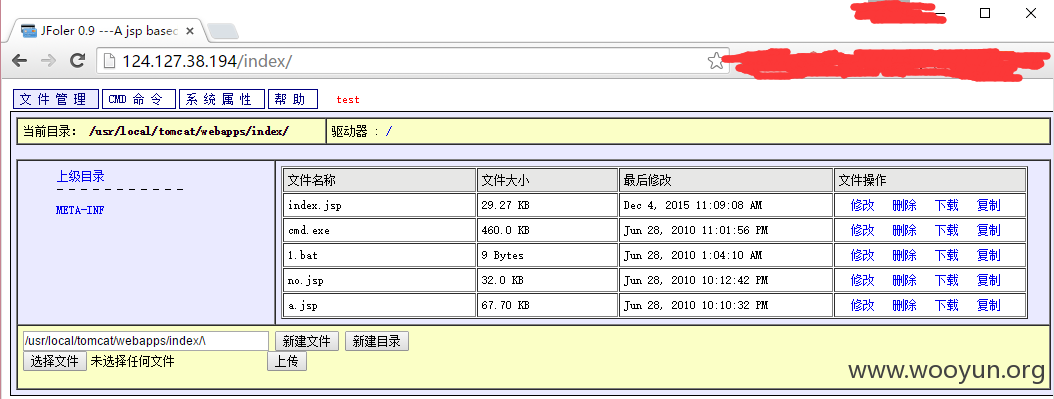 JFoler 0.9 ---A jsp based
124.127.38.194/index/
文件管理 CMD 命令 系统属性 帮助 test
当前目录: /usr/local/tomcat/webapps/index/ 驱动器 : /
上级目录
META-INF
文件名称 文件大小 最后修改 文件操作
index.jsp 29.27 KB Dec 4, 2015 11:09:08 AM 修改 删除 下载 复制
cmd.exe 460.0 KB Jun 28, 2010 11:01:56 PM 修改 删除 下载 复制
1.bat 9 Bytes Jun 28, 2010 1:04:10 AM 修改 删除 下载 复制
no.jsp 32.0 KB Jun 28, 2010 10:12:42 PM 修改 删除 下载 复制
a.jsp 67.70 KB Jun 28, 2010 10:10:32 PM 修改 删除 下载 复制
/usr/local/tomcat/webapps/index/\ 新建文件 新建目录
选择文件 未选择任何文件 上传
www.wooyun.org